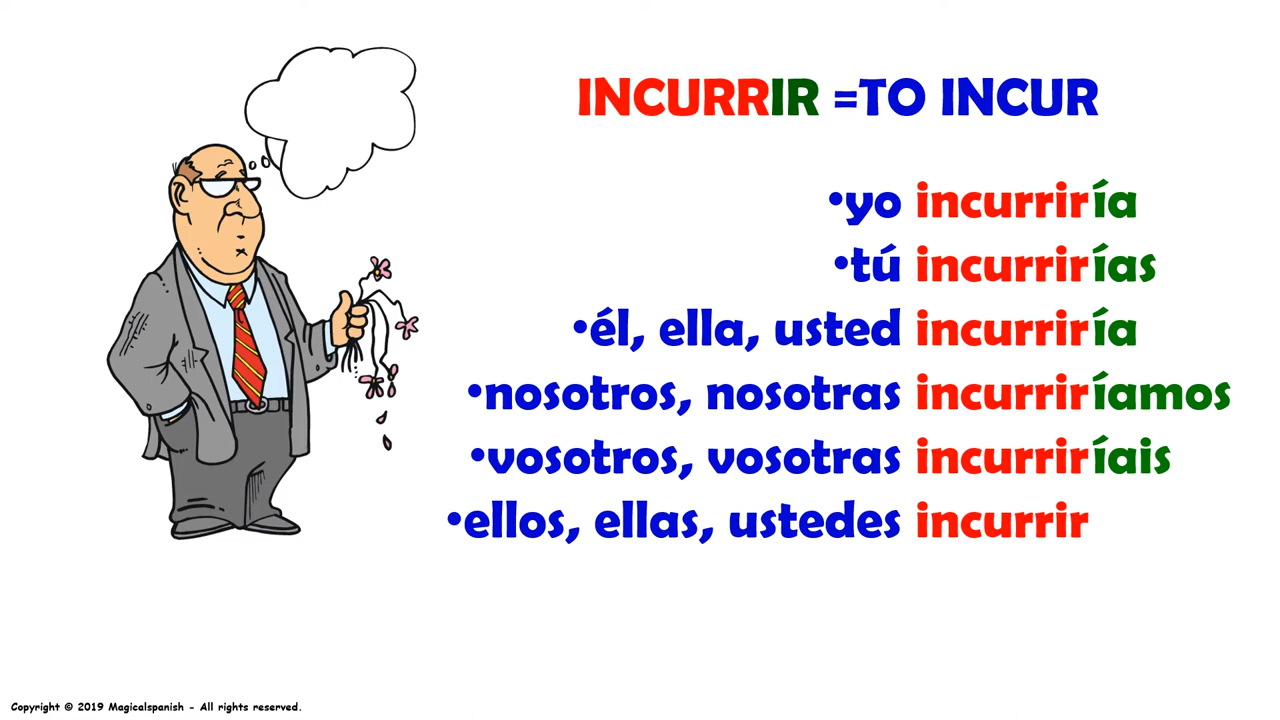 INCURRIR =TO INCUR
•yo incurriría
•tú incurrirías
•él, ella, usted incurriría
•nosotros, nosotras incurriríamos
•vosotros, vosotras incurriríais
•ellos, ellas, ustedes incurrir
Copyright © 2019 Magicalspanish - All rights reserved.